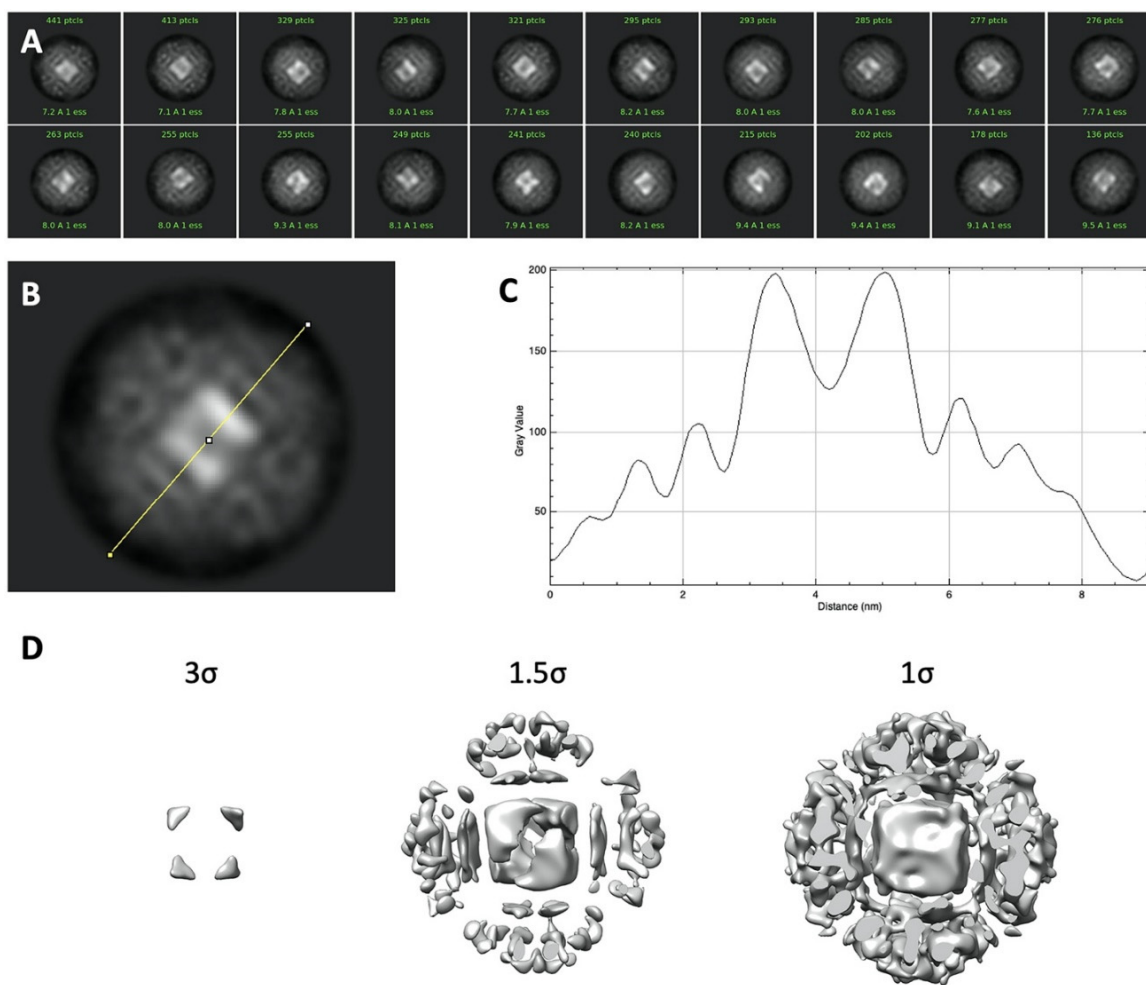 A
441 ptcls 413 ptcls 329 ptcls 325 ptcls 321 ptcls 295 ptcls 293 ptcls 285 ptcls 277 ptcls 276 ptcls
7.2 A 1 ess 7.1 A 1 ess 7.8 A 1 ess 8.0 A 1 ess 7.7 A 1 ess 8.2 A 1 ess 8.0 A 1 ess 8.0 A 1 ess 7.6 A 1 ess 7.7 A 1 ess
263 ptcls 255 ptcls 255 ptcls 249 ptcls 241 ptcls 240 ptcls 215 ptcls 202 ptcls 178 ptcls 136 ptcls
8.0 A 1 ess 8.0 A 1 ess 9.3 A 1 ess 8.1 A 1 ess 7.9 A 1 ess 8.2 A 1 ess 9.4 A 1 ess 9.4 A 1 ess 9.1 A 1 ess 9.5 A 1 ess
B
C
200
150
100
50
Gray Value
0 2 4 6 8
Distance (nm)
D
3σ 1.5σ 1σ